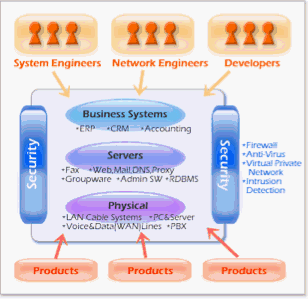 System Engineers
Network Engineers
Developers
Security
Business Systems
•ERP •CRM •Accounting
Servers
•Fax •Web,Mail,DNS,Proxy
•Groupware •Admin SW •RDBMS
Physical
•LAN Cable Systems •PC&Server
•Voice&Data(WAN)Lines •PBX
Security
•Firewall
•Anti-Virus
•Virtual Private
Network
•Intrusion
Detection
Products
Products
Products